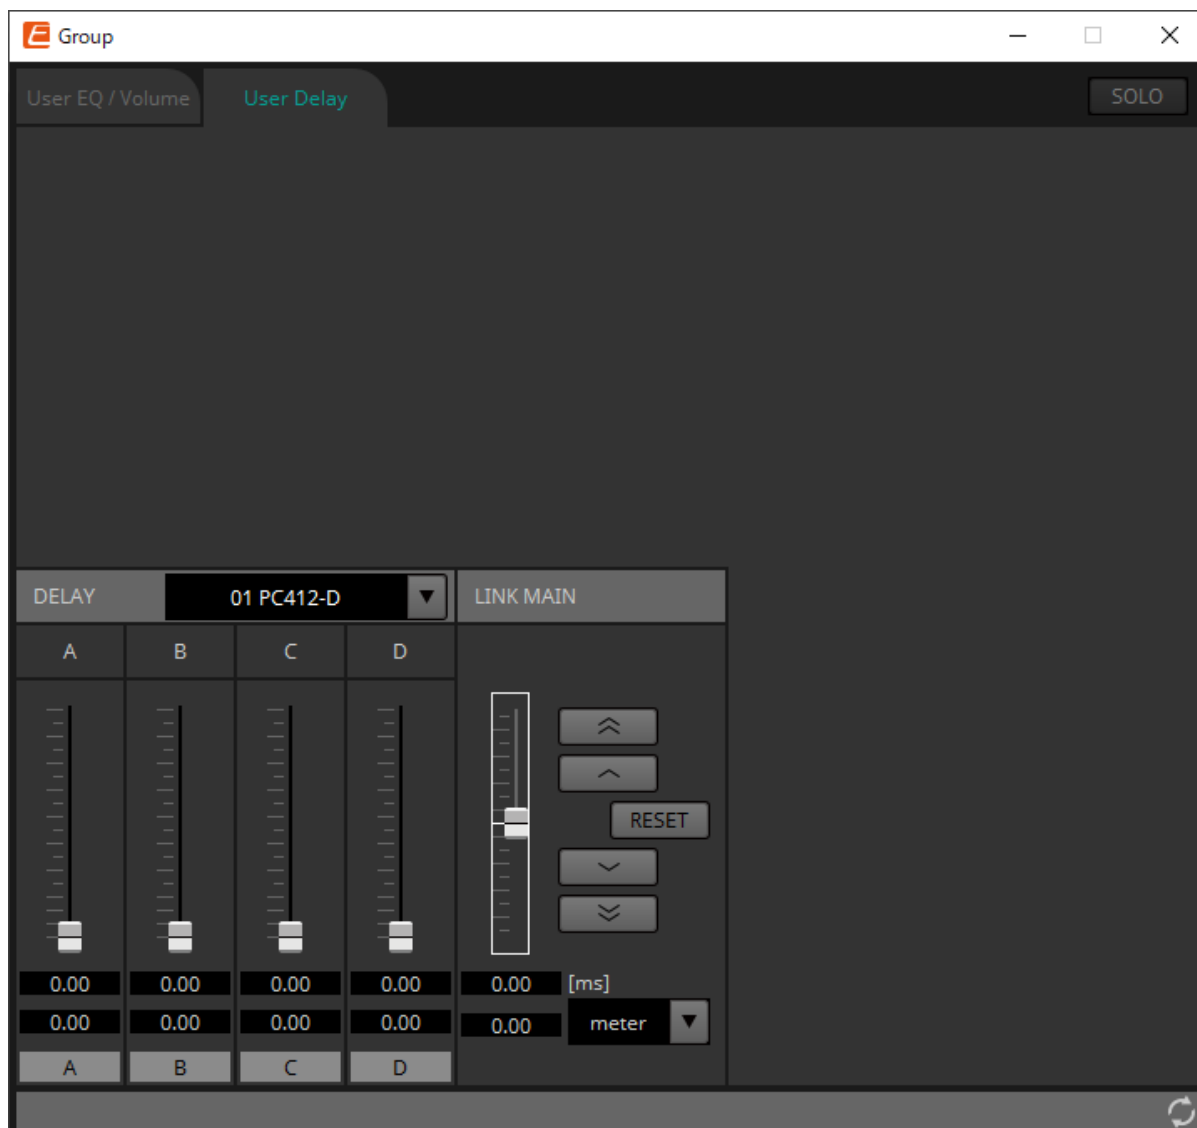 Group
User EQ / Volume User Delay SOLO
DELAY 01 PC412-D LINK MAIN
A B C D
RESET
0.00 0.00 0.00 0.00 0.00 [ms]
0.00 0.00 0.00 0.00 0.00 meter
A B C D